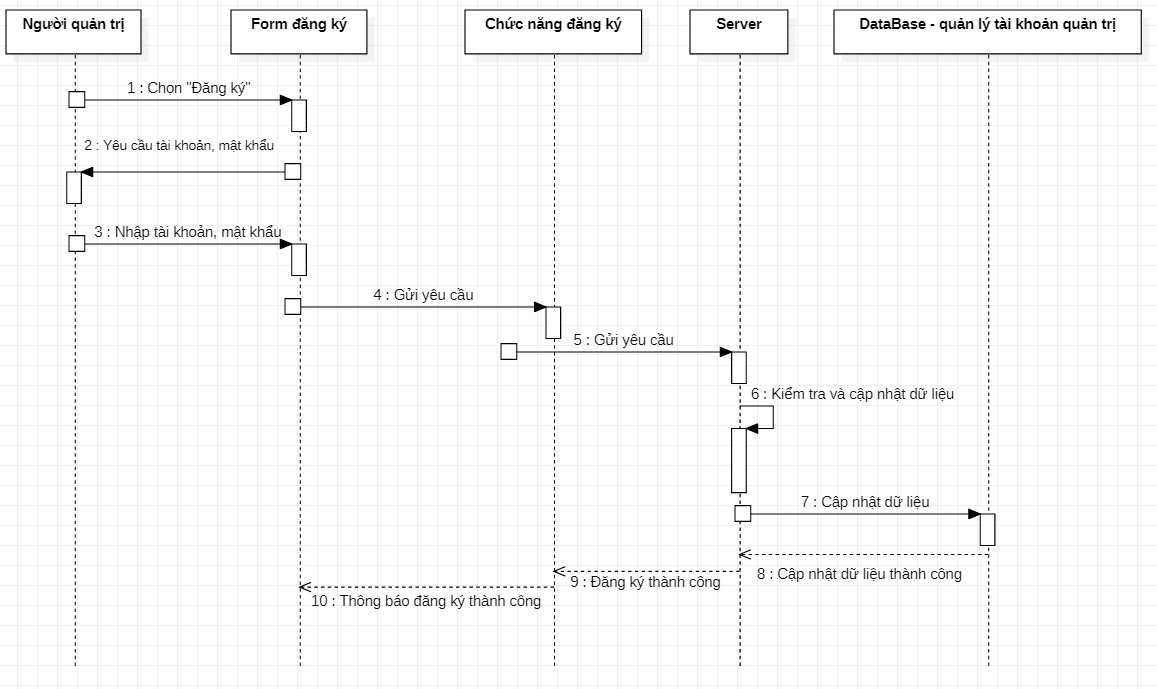 Người quản trị
Form đăng ký
Chức năng đăng ký
Server
DataBase - quản lý tài khoản quản trị
1 : Chọn "Đăng ký"
2 : Yêu cầu tài khoản, mật khẩu
3 : Nhập tài khoản, mật khẩu
4 : Gửi yêu cầu
5 : Gửi yêu cầu
6 : Kiểm tra và cập nhật dữ liệu
7 : Cập nhật dữ liệu
8 : Cập nhật dữ liệu thành công
9 : Đăng ký thành công
10 : Thông báo đăng ký thành công